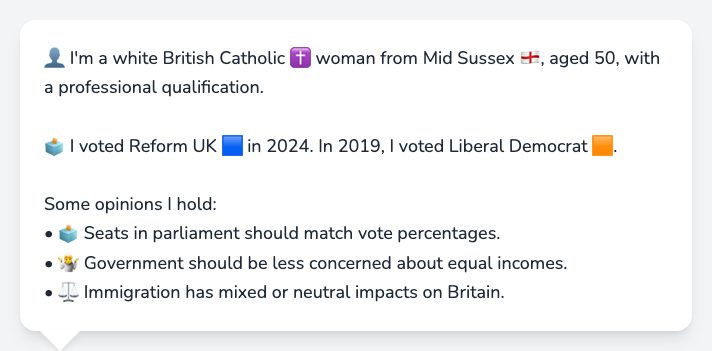 👤 I'm a white British Catholic ✝️ woman from Mid Sussex 🏴󠁧󠁢󠁥󠁮󠁧󠁿, aged 50, with
a professional qualification.
🗳️ I voted Reform UK 🟦 in 2024. In 2019, I voted Liberal Democrat 🟧.
Some opinions I hold:
• 🗳️ Seats in parliament should match vote percentages.
• 🤷 Government should be less concerned about equal incomes.
• ⚖️ Immigration has mixed or neutral impacts on Britain.